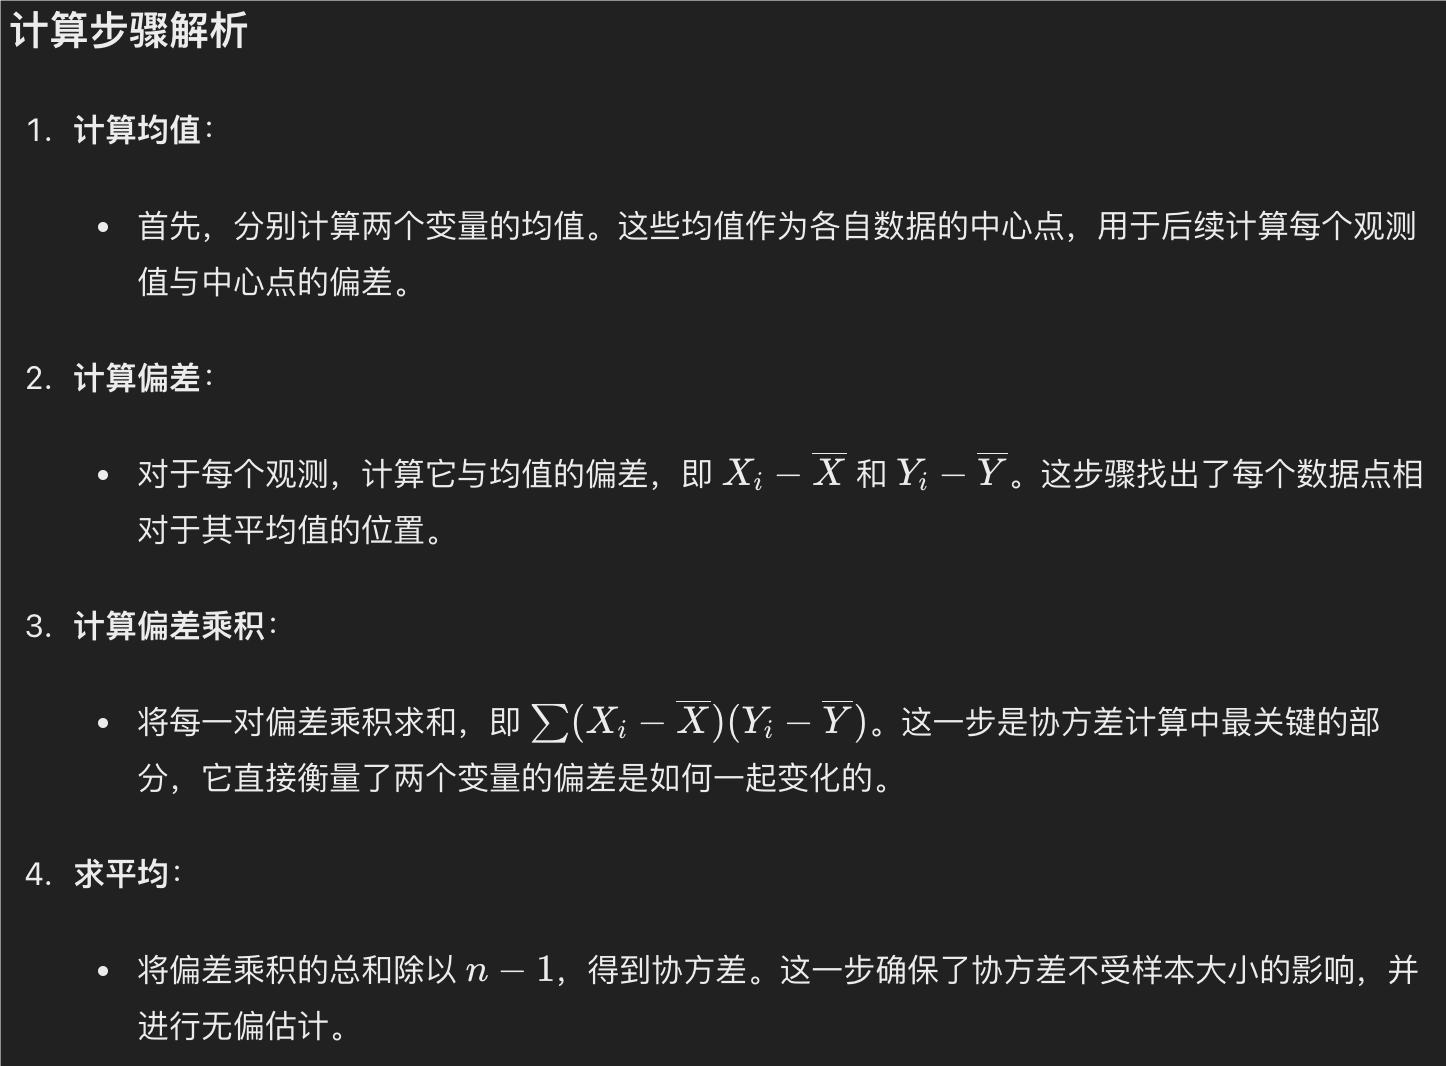 计算步骤解析
1. 计算均值：
• 首先，分别计算两个变量的均值。这些均值作为各自数据的中心点，用于后续计算每个观测
值与中心点的偏差。
2. 计算偏差：
• 对于每个观测，计算它与均值的偏差，即 $X_i - \overline{X}$ 和 $Y_i - \overline{Y}$。这步骤找出了每个数据点相
对于其平均值的位置。
3. 计算偏差乘积：
• 将每一对偏差乘积求和，即 $\sum(X_i - \overline{X})(Y_i - \overline{Y})$。这一步是协方差计算中最关键的部
分，它直接衡量了两个变量的偏差是如何一起变化的。
4. 求平均：
• 将偏差乘积的总和除以 $n - 1$，得到协方差。这一步确保了协方差不受样本大小的影响，并
进行无偏估计。